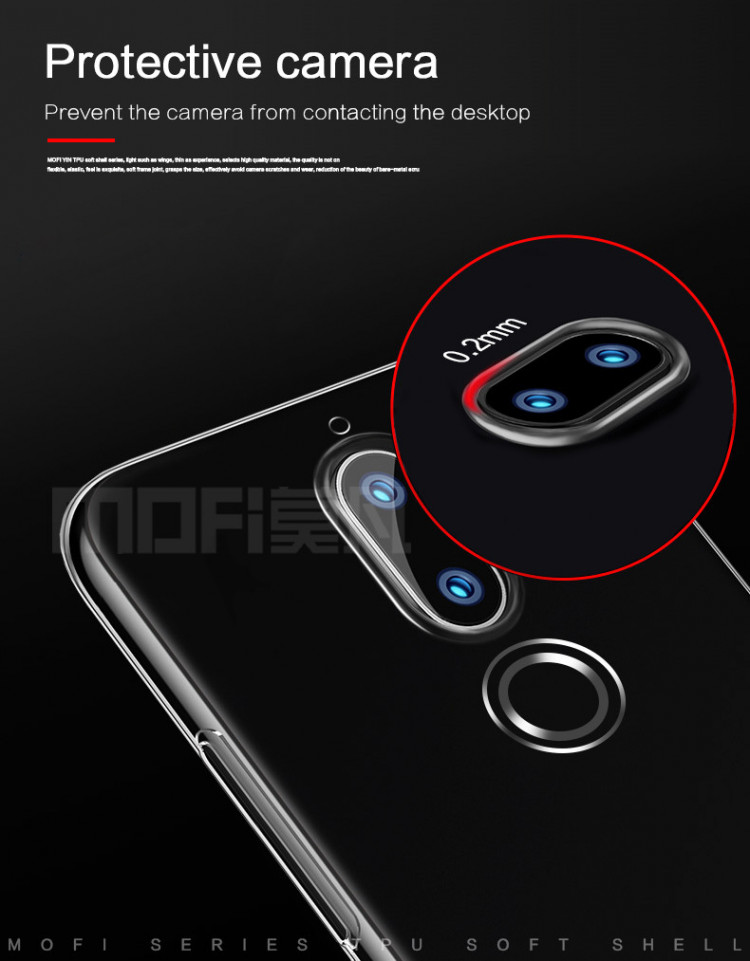 Protective camera
Prevent the camera from contacting the desktop
MOFI YIN TPU soft shell series, light such as wings, thin as experience, selects high quality material, the quality is not on
flexible, elastic, feel is exquisite, soft frame joint, grasps the size, effectively avoid camera scratches and wear, reduction of the beauty of bare-metal
0.2mm
MOFi莫凡
MOFI SERIES TPU SOFT SHELL